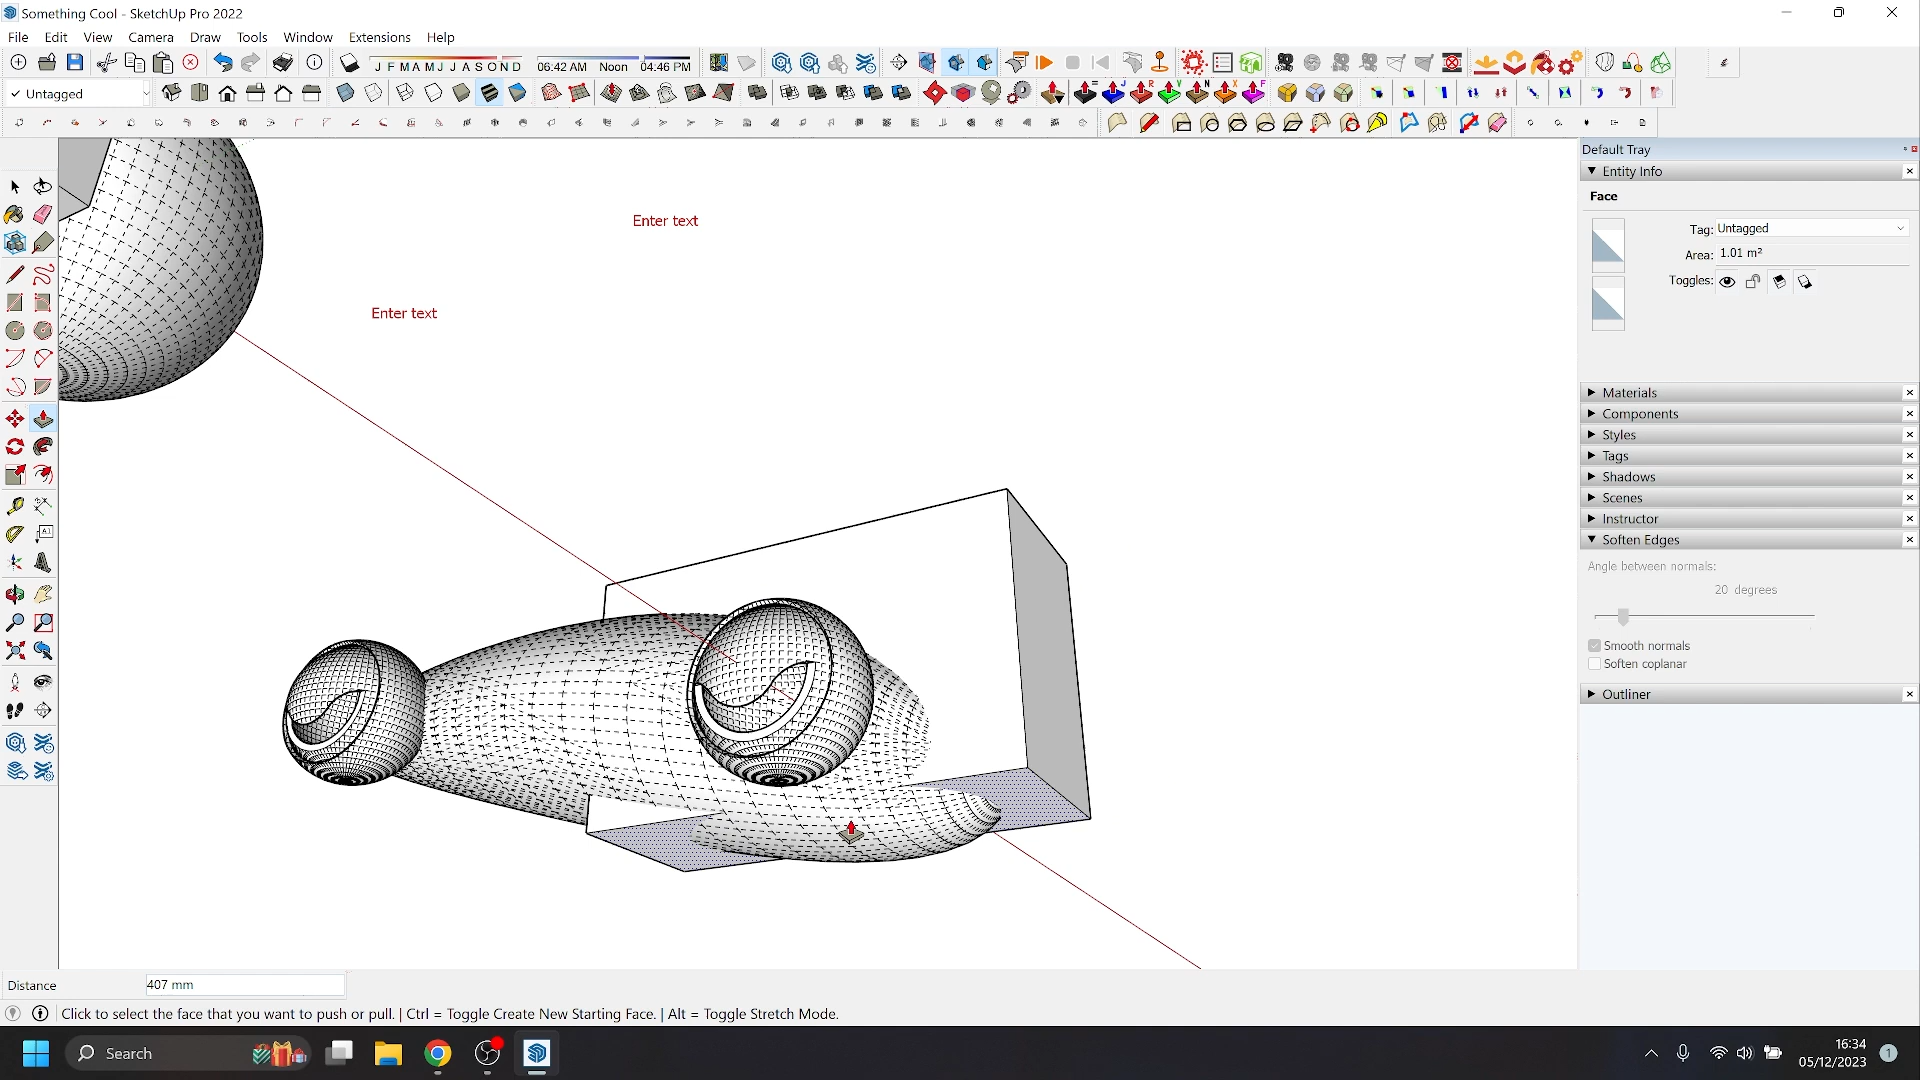 Something Cool - SketchUp Pro 2022
File Edit View Camera Draw Tools Window Extensions Help
J F M A M J J A S O N D 06:42 AM Noon 04:46 PM
✓ Untagged
Default Tray
Entity Info
Face
Tag: Untagged
Area: 1.01 m²
Toggles:
Enter text
Enter text
Materials
Components
Styles
Tags
Shadows
Scenes
Instructor
Soften Edges
Angle between normals:
20 degrees
Smooth normals
Soften coplanar
Outliner
Distance 407 mm
Click to select the face that you want to push or pull. | Ctrl = Toggle Create New Starting Face. | Alt = Toggle Stretch Mode.
Search
16:34
05/12/2023
1